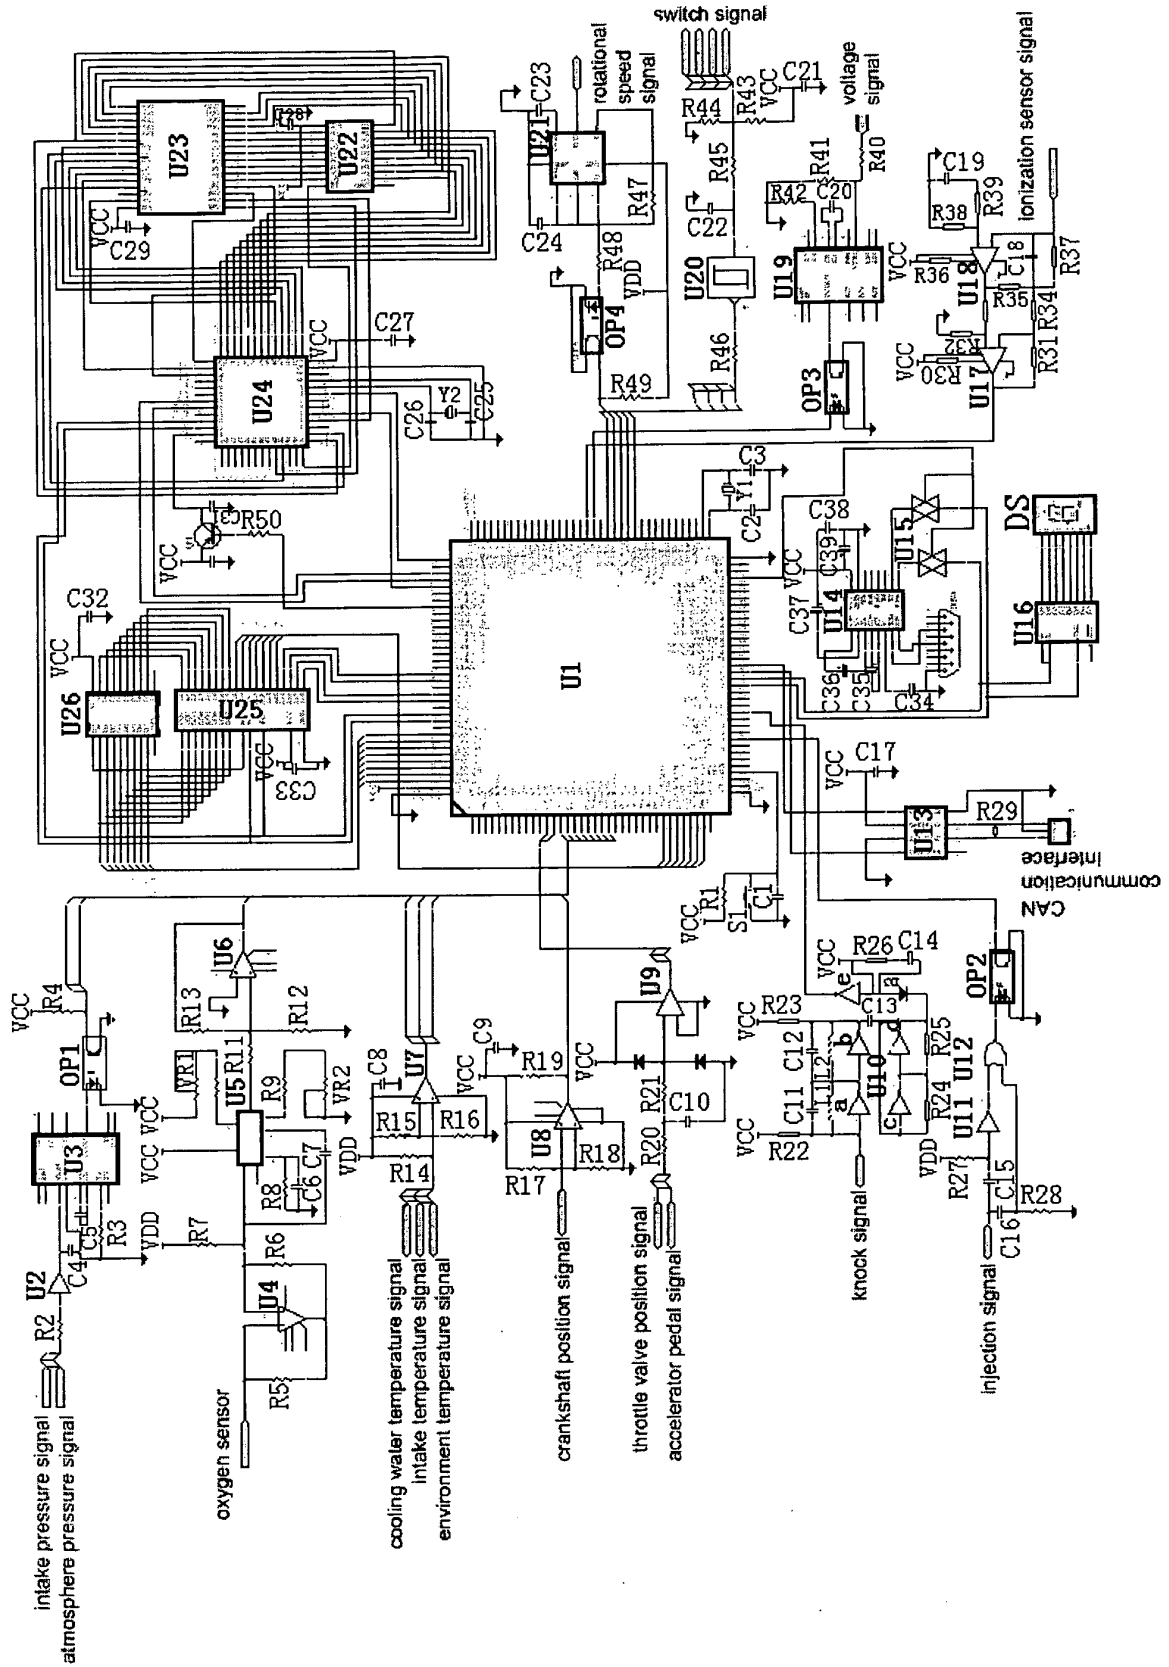 intake pressure signal
atmosphere pressure signal
R2
U2
C4
C5
R3
U3
OP1
VCC
R4
oxygen sensor
R5
U4
R6
VDD
R7
R8
C6
C7
VCC
VCC
VR1
U5
R9
VR2
R11
R13
R12
U6
cooling water temperature signal
intake temperature signal
environment temperature signal
VDD
R14
R15
R16
C8
U7
crankshaft position signal
R17
R18
U8
VCC
C9
R19
throttle valve position signal
accelerator pedal signal
R20
R21
C10
VCC
U9
VCC
R1
S1
C1
knock signal
VCC
R22
C11
C12
L1
L2
VCC
R23
a
b
c
d
e
a
U10
C13
R24
R25
VCC
R26
C14
injection signal
C16
C15
R28
R27
VDD
U11
U12
OP2
CAN
communication
interface
R29
U13
VCC
C17
U1
U26
U25
VCC
C32
VCC
C33
VCC
R50
U24
C26
Y2
C25
VCC
C27
VCC
C29
U23
C28
U22
U21
C23
C24
rotational
speed
signal
R47
R48
VDD
OP4
R49
switch signal
R44
R43
VCC
C21
R45
C22
U20
R46
voltage
signal
R40
R41
R42
C20
U19
OP3
ionization sensor signal
C19
R39
R38
VCC
R36
U18
C18
R37
R35
R34
R32
VCC
R30
U17
R31
C2
Y1
C3
C38
C39
VCC
C37
U14
C36
C35
C34
U15
DS
U16